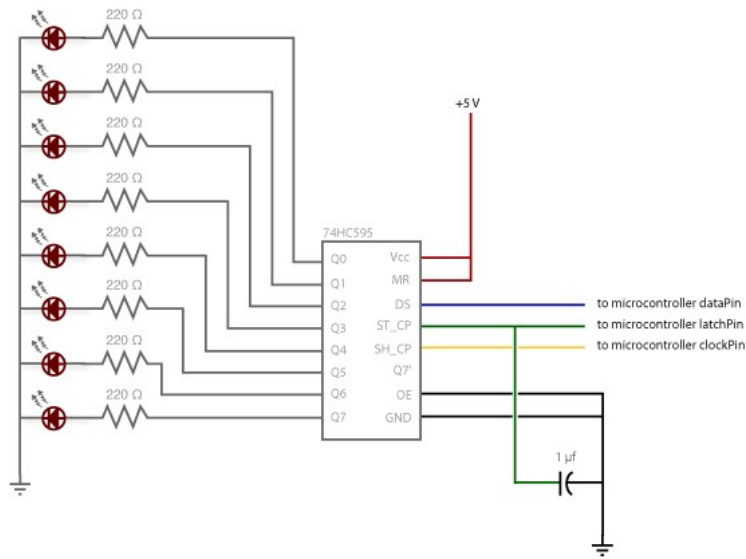 220 Ω
220 Ω
220 Ω
220 Ω
220 Ω
220 Ω
220 Ω
220 Ω
+5 V
74HC595
Q0
Q1
Q2
Q3
Q4
Q5
Q6
Q7
Vcc
MR
DS
ST_CP
SH_CP
Q7'
OE
GND
to microcontroller dataPin
to microcontroller latchPin
to microcontroller clockPin
1 µf